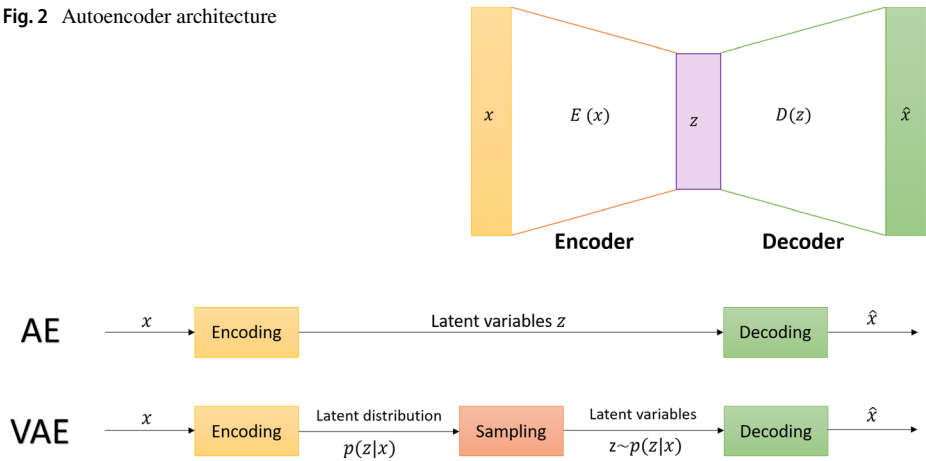 Fig. 2 Autoencoder architecture
x E (x) z D(z) x̂
Encoder Decoder
AE x Encoding Latent variables z Decoding x̂
VAE x Encoding Latent distribution p(z|x) Sampling Latent variables z~p(z|x) Decoding x̂